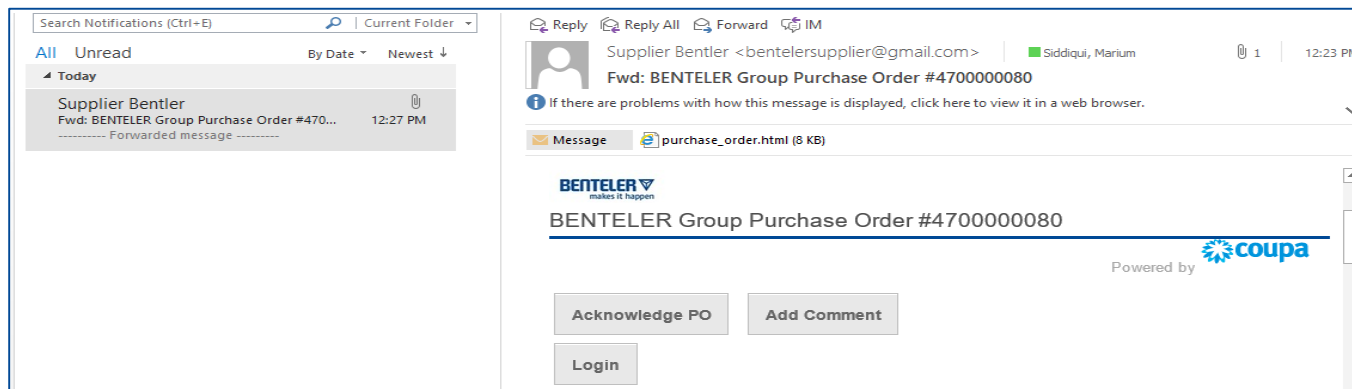 Search Notifications (Ctrl+E) Current Folder
All Unread By Date Newest ↓
Today
Supplier Bentler
Fwd: BENTELER Group Purchase Order #470... 12:27 PM
---------- Forwarded message ---------
Reply Reply All Forward IM
Supplier Bentler <bentelersupplier@gmail.com> Siddiqui, Marium 1 12:23 PM
Fwd: BENTELER Group Purchase Order #4700000080
If there are problems with how this message is displayed, click here to view it in a web browser.
Message purchase_order.html (8 KB)
BENTELER
makes it happen
BENTELER Group Purchase Order #4700000080
Powered by coupa
Acknowledge PO Add Comment
Login